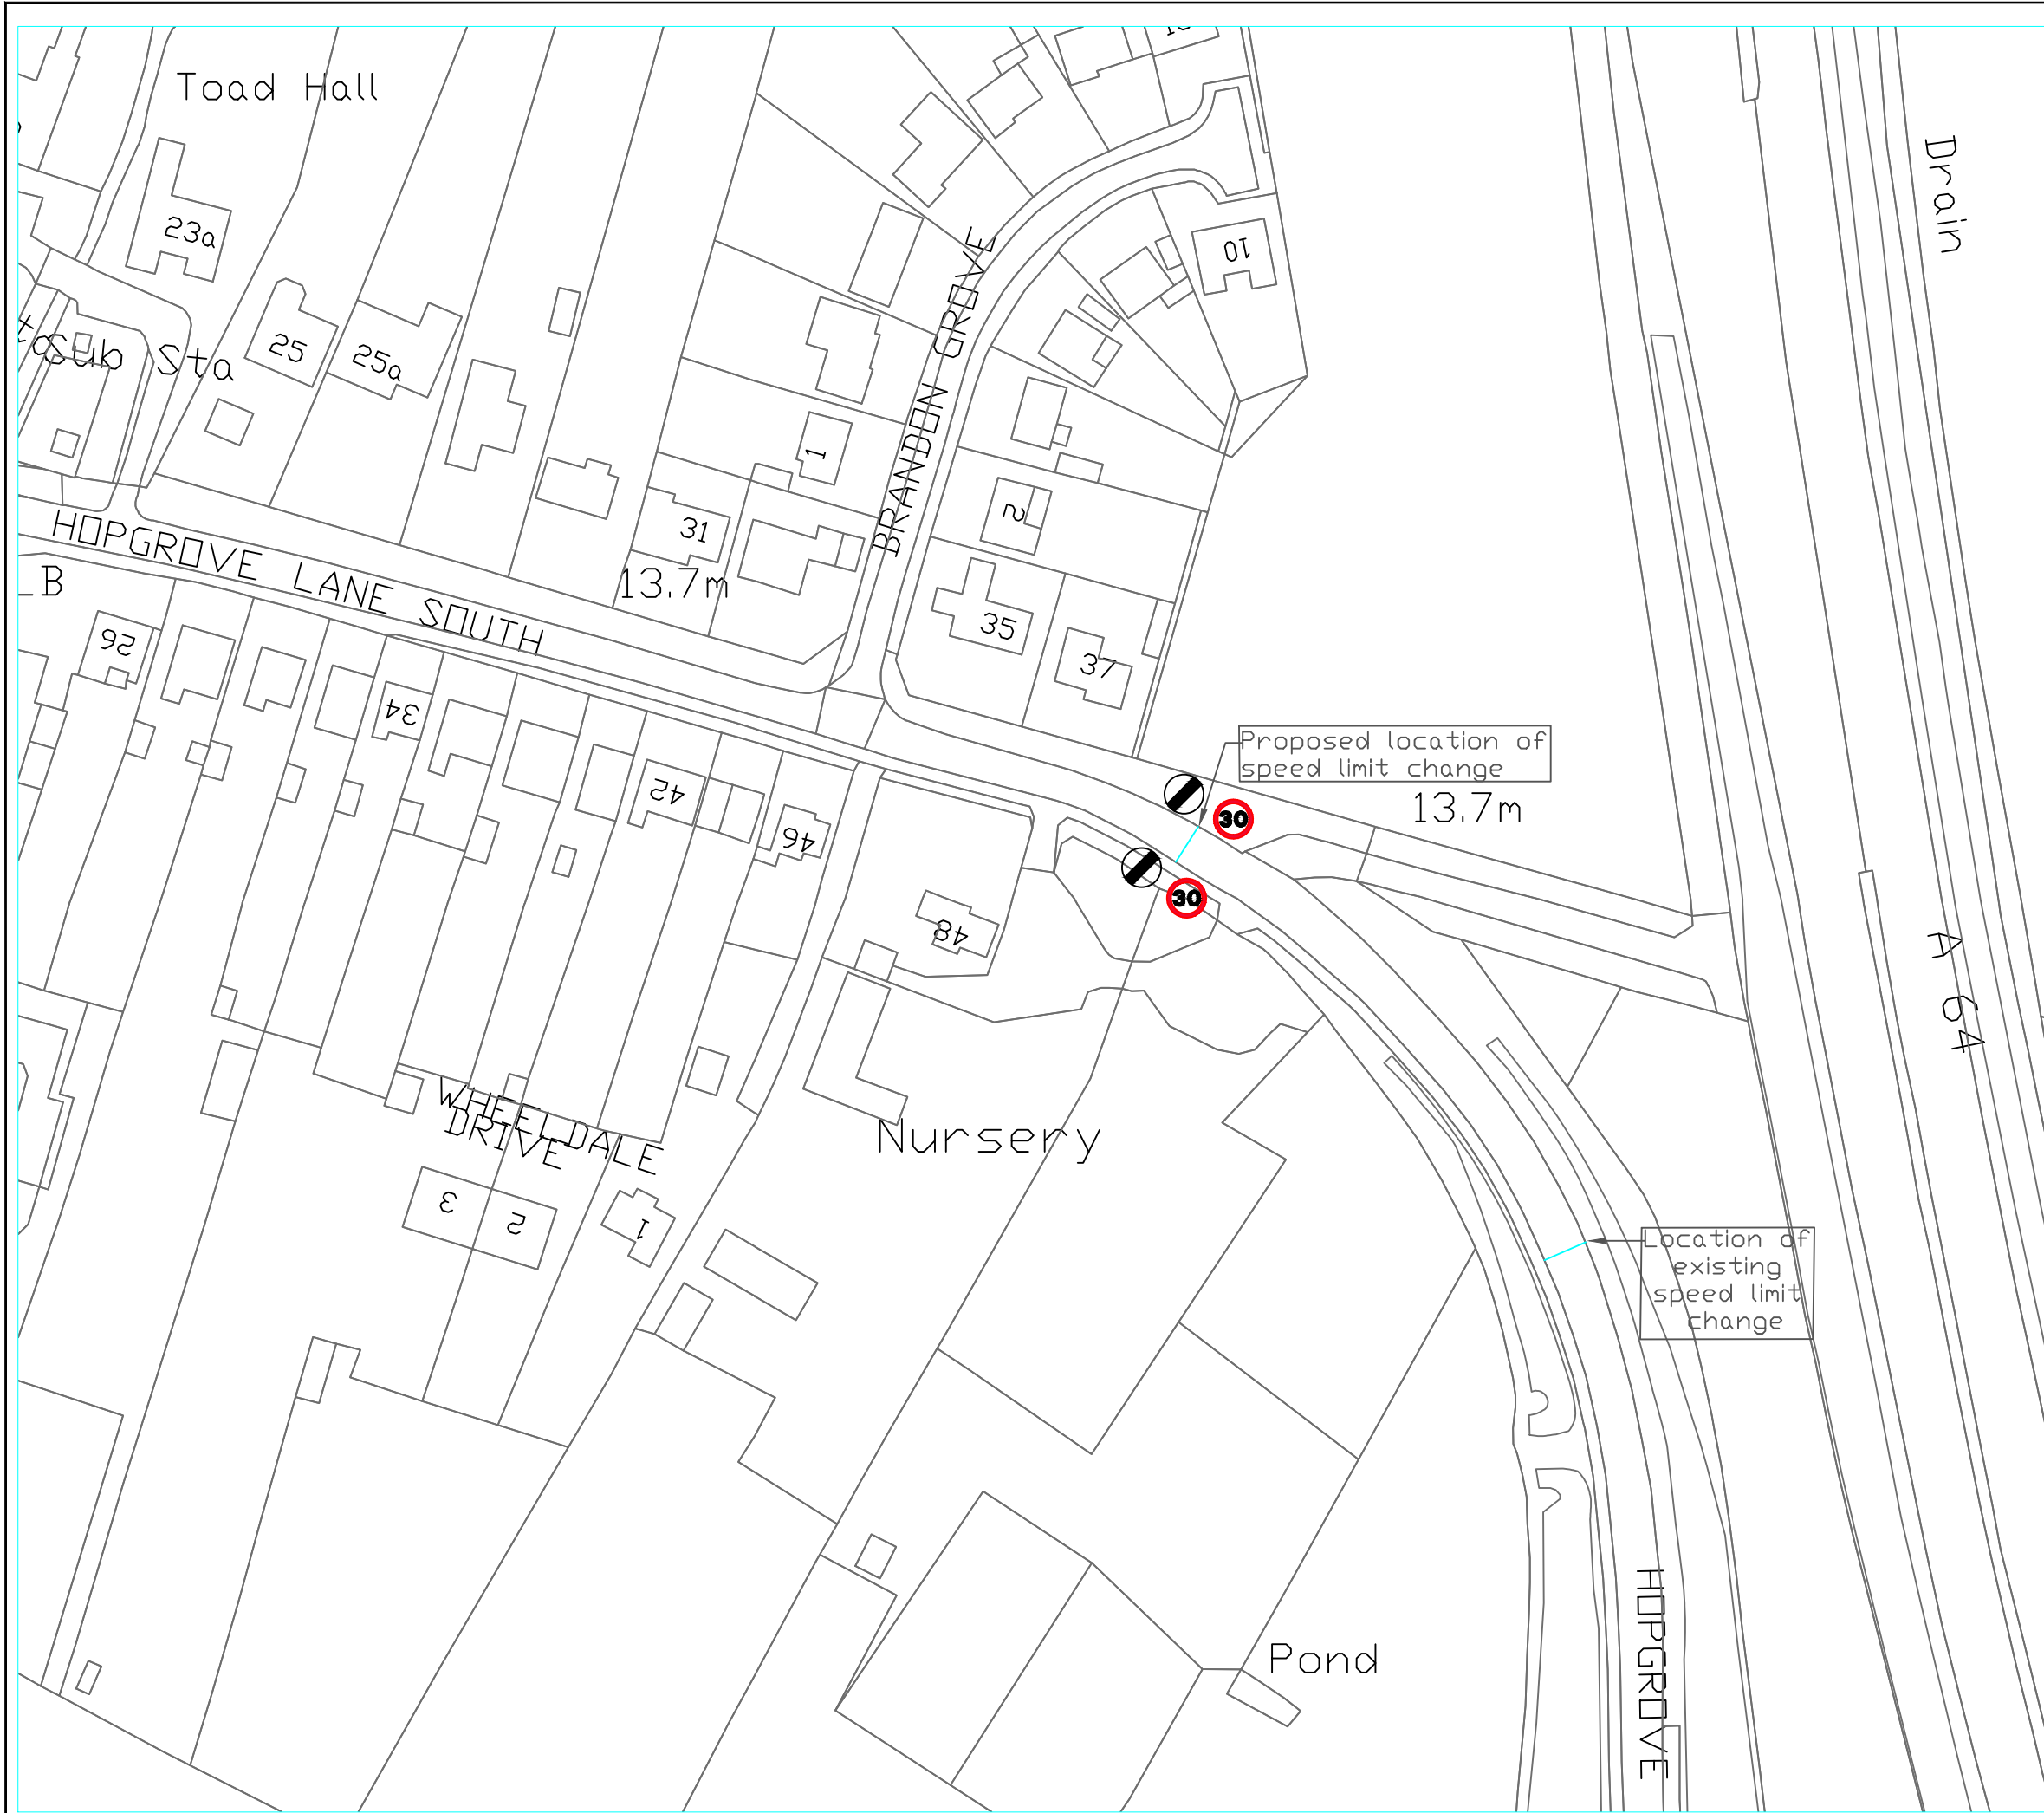 Toad Hall
Drain
23a
10
Sub Sta
25
25a
BRANDON GROVE
1
2
31
HOPGROVE LANE SOUTH
13.7m
LB
26
35
37
34
Proposed location of
speed limit change
13.7m
42
46
30
30
48
A 64
WHEELDALE
DRIVE
Nursery
3
2
1
Location of
existing
speed limit
change
Pond
HOPGROVE